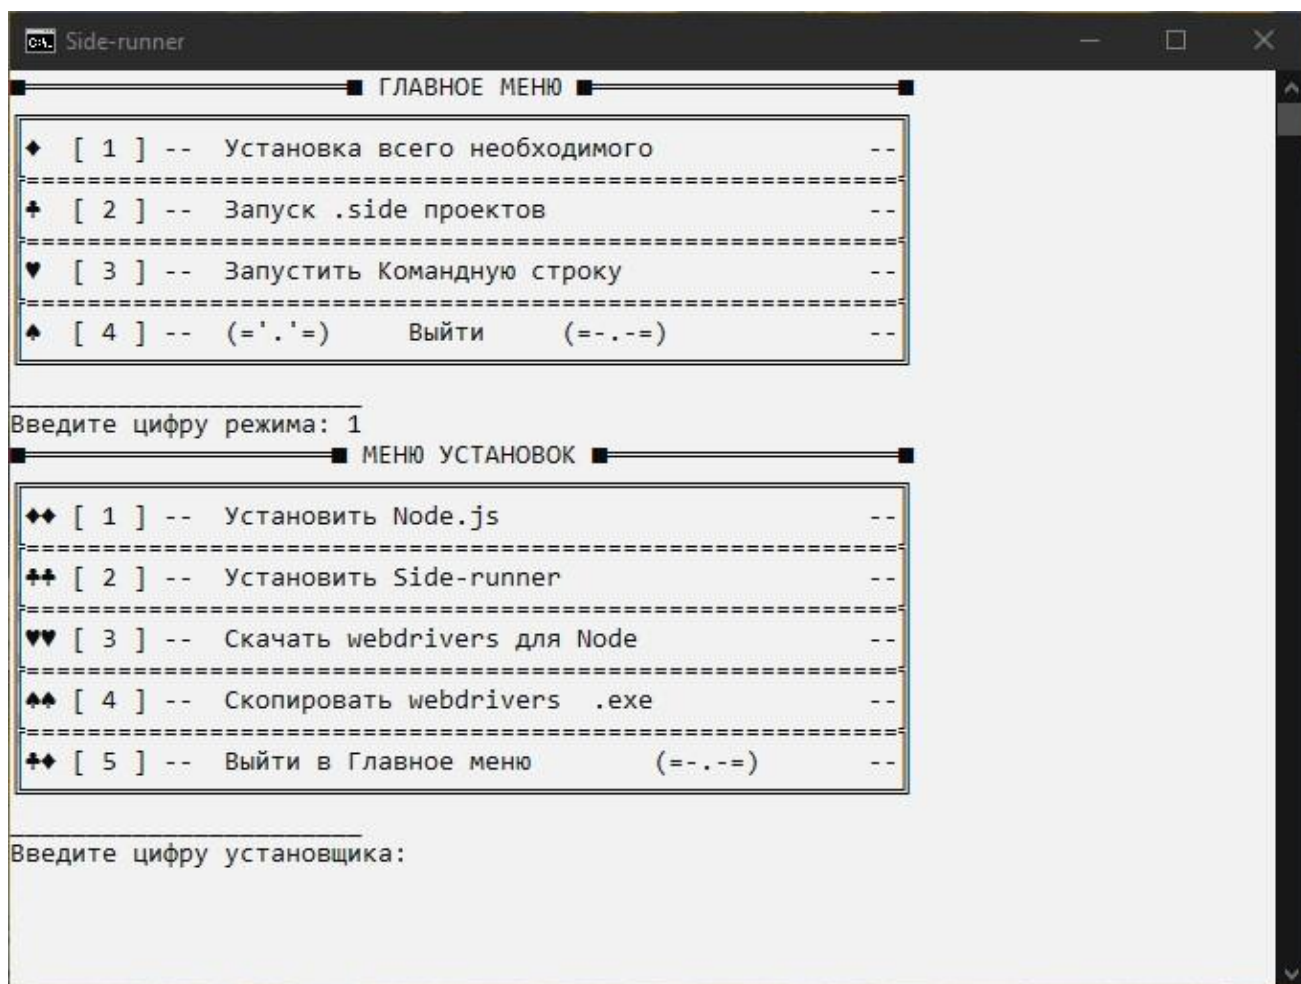 Side-runner
ГЛАВНОЕ МЕНЮ
♦ [ 1 ] -- Установка всего необходимого --
♣ [ 2 ] -- Запуск .side проектов --
♥ [ 3 ] -- Запустить Командную строку --
♠ [ 4 ] -- (='.'=) Выйти (=-.-=) --
Введите цифру режима: 1
МЕНЮ УСТАНОВОК
♦♦ [ 1 ] -- Установить Node.js --
♣♣ [ 2 ] -- Установить Side-runner --
♥♥ [ 3 ] -- Скачать webdrivers для Node --
♠♠ [ 4 ] -- Скопировать webdrivers .exe --
♣♦ [ 5 ] -- Выйти в Главное меню (=-.-=) --
Введите цифру установщика: